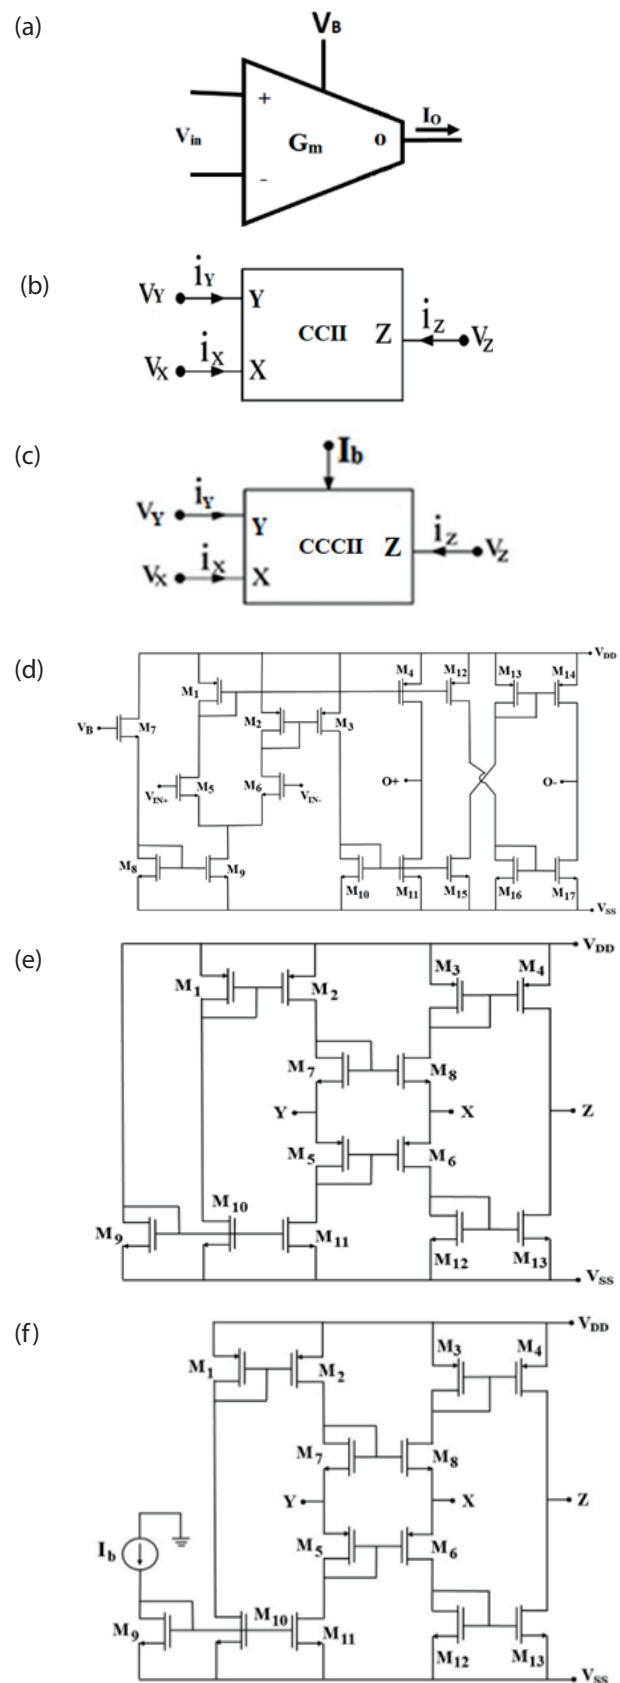 (a)
V_B
+
V_in
G_m
o
I_O
-
(b)
V_Y i_Y Y
CCII
Z i_Z V_Z
V_X i_X X
(c)
I_b
V_Y i_Y Y
CCCII Z i_Z V_Z
V_X i_X X
(d)
V_DD
M_1 M_4 M_12 M_13 M_14
V_B M_7 M_2 M_3
V_IN+ M_5 M_6 V_IN- O+ O-
M_8 M_9
M_10 M_11 M_15 M_16 M_17
V_SS
(e)
V_DD
M_1 M_2 M_3 M_4
M_7 M_8
Y X Z
M_5 M_6
M_10
M_9 M_11 M_12 M_13
V_SS
(f)
V_DD
M_1 M_2 M_3 M_4
M_7 M_8
Y X Z
I_b M_5 M_6
M_10
M_9 M_11 M_12 M_13
V_SS